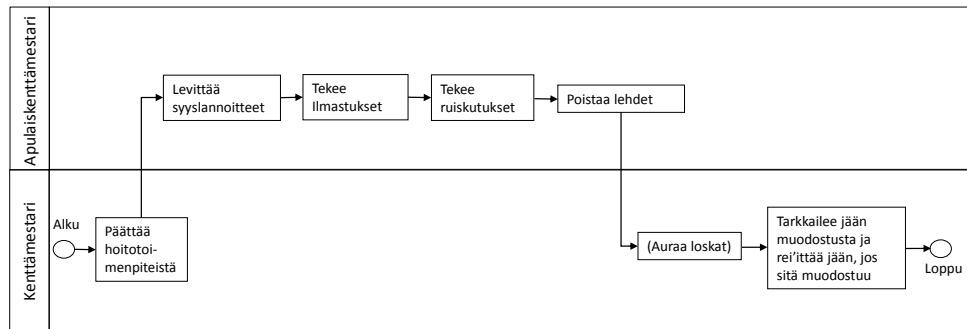 Apulaiskenttämestari
Levittää
syyslannoitteet
Tekee
Ilmastukset
Tekee
ruiskutukset
Poistaa lehdet
Kenttämestari
Alku
Päättää
hoitotoi-
menpiteistä
(Auraa loskat)
Tarkkailee jään
muodostusta ja
rei’ittää jään, jos
sitä muodostuu
Loppu